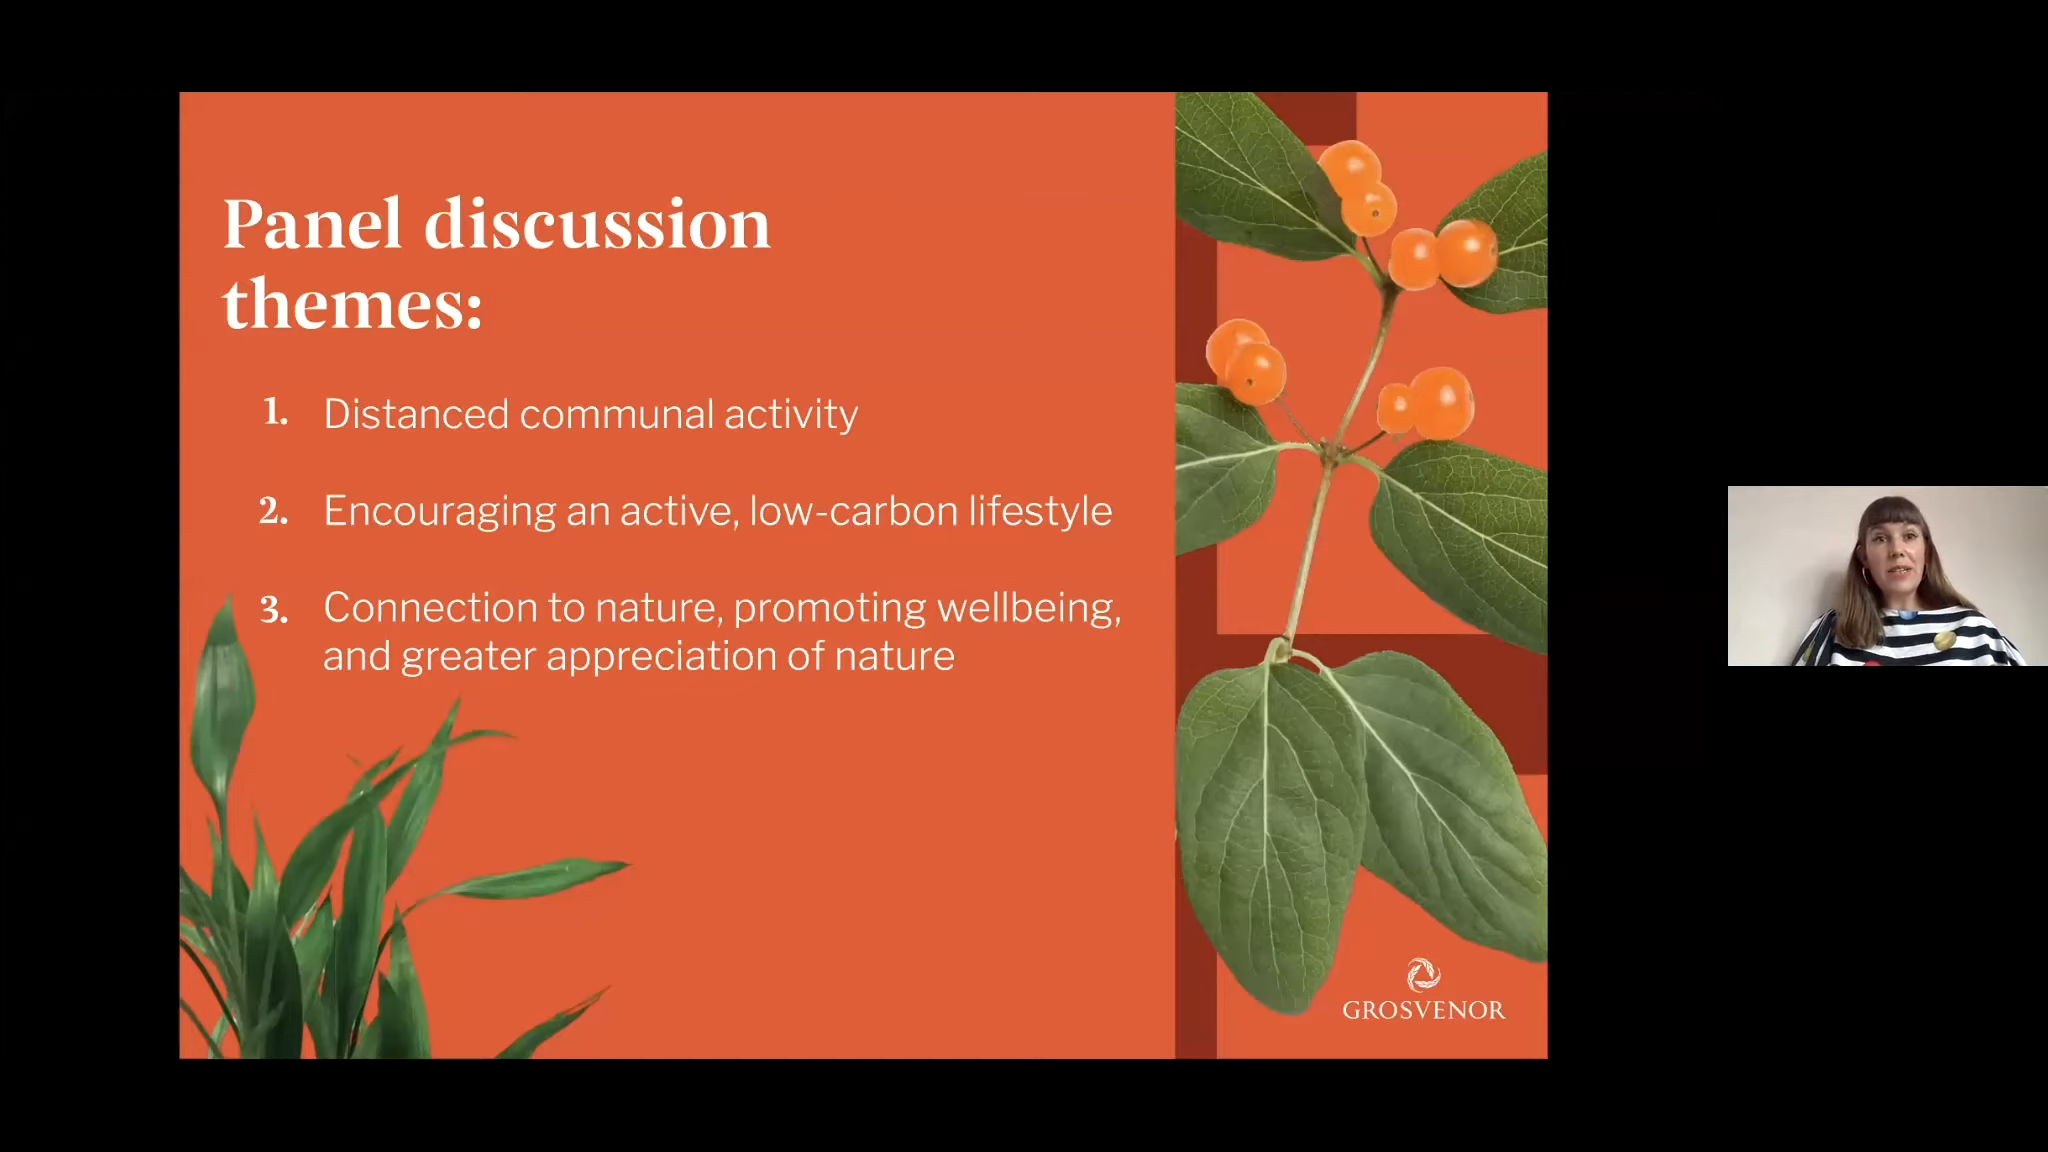 Panel discussion
themes:
1. Distanced communal activity
2. Encouraging an active, low-carbon lifestyle
3. Connection to nature, promoting wellbeing,
and greater appreciation of nature
GROSVENOR